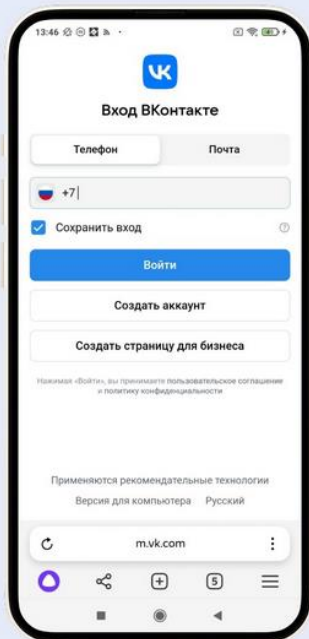 13:46
VK
Вход ВКонтакте
Телефон Почта
+7
Сохранить вход
Войти
Создать аккаунт
Создать страницу для бизнеса
Нажимая «Войти», вы принимаете пользовательское соглашение
и политику конфиденциальности
Применяются рекомендательные технологии
Версия для компьютера Русский
m.vk.com
5